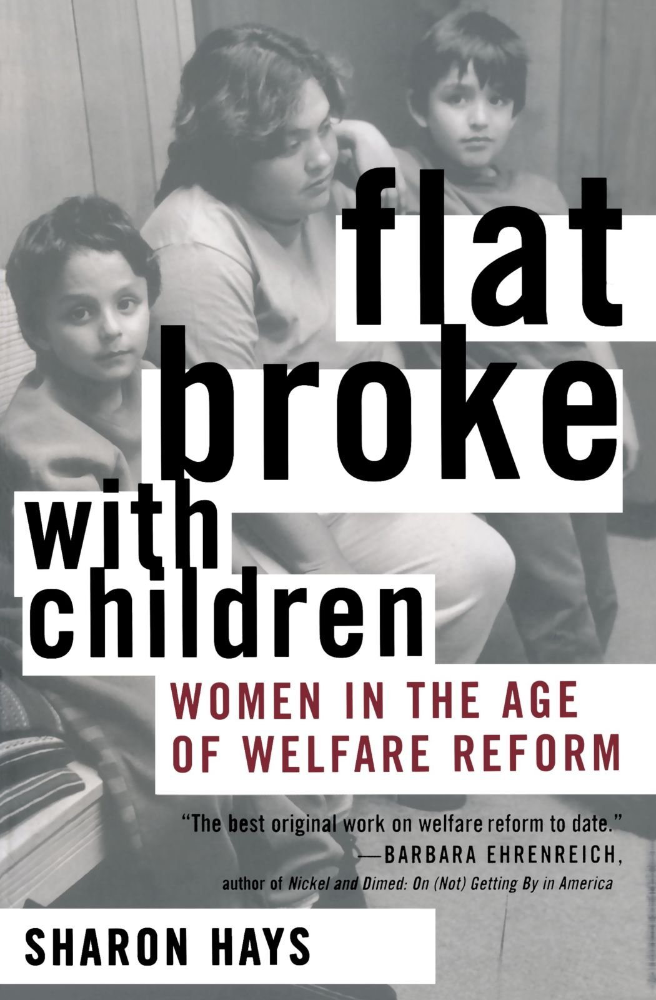 flat
broke
with
children
WOMEN IN THE AGE
OF WELFARE REFORM
“The best original work on welfare reform to date.”
—BARBARA EHRENREICH,
author of Nickel and Dimed: On (Not) Getting By in America
SHARON HAYS